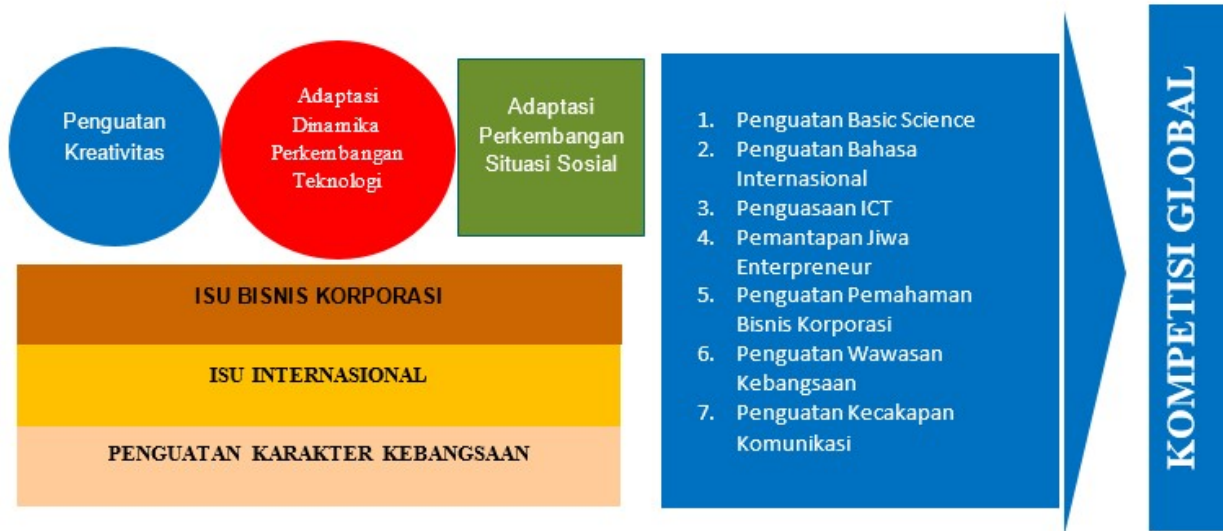 Penguatan
Kreativitas
Adaptasi
Dinamika
Perkembangan
Teknologi
Adaptasi
Perkembangan
Situasi Sosial
ISU BISNIS KORPORASI
ISU INTERNASIONAL
PENGUATAN KARAKTER KEBANGSAAN
1. Penguatan Basic Science
2. Penguatan Bahasa
Internasional
3. Penguasaan ICT
4. Pemantapan Jiwa
Enterpreneur
5. Penguatan Pemahaman
Bisnis Korporasi
6. Penguatan Wawasan
Kebangsaan
7. Penguatan Kecakapan
Komunikasi
KOMPETISI GLOBAL